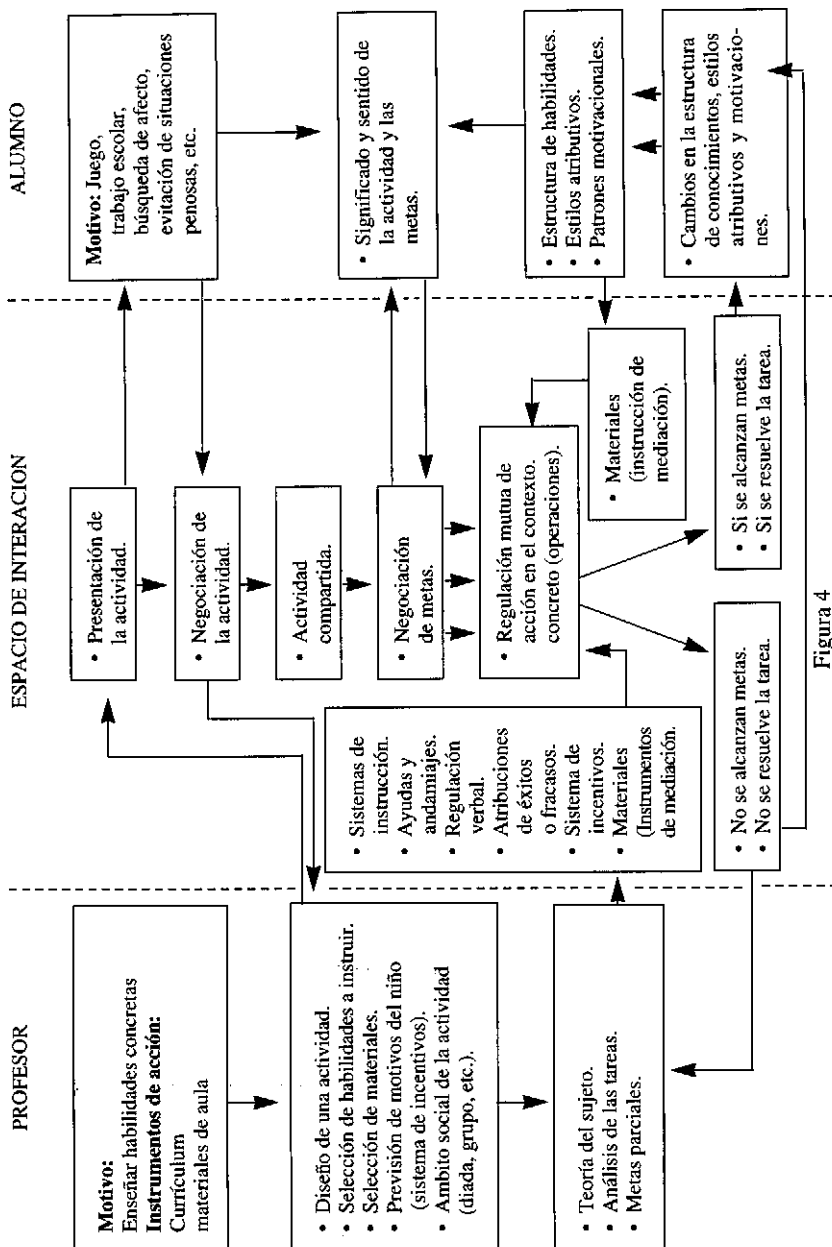 PROFESOR
Motivo:
Enseñar habilidades concretas
Instrumentos de acción:
Currículum
materiales de aula
• Diseño de una actividad.
• Selección de habilidades a instruir.
• Selección de materiales.
• Previsión de motivos del niño
(sistema de incentivos).
• Ambito social de la actividad
(diada, grupo, etc.).
• Teoría del sujeto.
• Análisis de las tareas.
• Metas parciales.
ESPACIO DE INTERACION
• Presentación de
la actividad.
• Negociación de
la actividad.
• Actividad
compartida.
• Negociación
de metas.
• Sistemas de
instrucción.
• Ayudas y
andamiajes.
• Regulación
verbal.
• Atribuciones
de éxitos
o fracasos.
• Sistema de
incentivos.
• Materiales
(Instrumentos
de mediación.
• Regulación mutua de
acción en el contexto.
concreto (operaciones).
• Materiales
(instrucción de
mediación).
• No se alcanzan metas.
• No se resuelve la tarea.
• Si se alcanzan metas.
• Si se resuelve la tarea.
ALUMNO
Motivo: Juego,
trabajo escolar,
búsqueda de afecto,
evitación de situaciones
penosas, etc.
• Significado y sentido de
la actividad y las
metas.
• Estructura de habilidades.
• Estilos atributivos.
• Patrones motivacionales.
• Cambios en la estructura
de conocimientos, estilos
atributivos y motivacio-
nes.
Figura 4